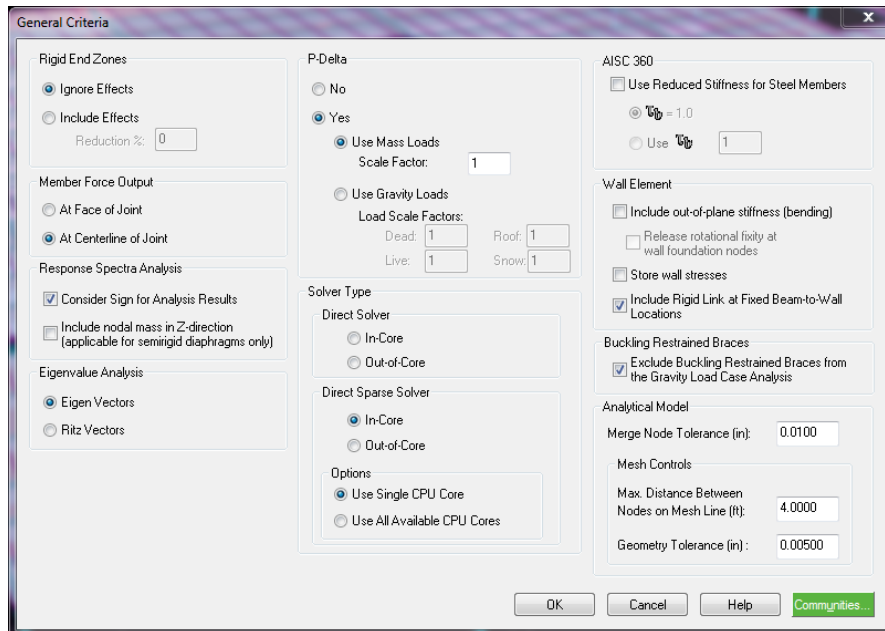 General Criteria
x
Rigid End Zones
Ignore Effects
Include Effects
Reduction %: 0
Member Force Output
At Face of Joint
At Centerline of Joint
Response Spectra Analysis
Consider Sign for Analysis Results
Include nodal mass in Z-direction
(applicable for semirigid diaphragms only)
Eigenvalue Analysis
Eigen Vectors
Ritz Vectors
P-Delta
No
Yes
Use Mass Loads
Scale Factor: 1
Use Gravity Loads
Load Scale Factors:
Dead: 1 Roof: 1
Live: 1 Snow: 1
Solver Type
Direct Solver
In-Core
Out-of-Core
Direct Sparse Solver
In-Core
Out-of-Core
Options
Use Single CPU Core
Use All Available CPU Cores
AISC 360
Use Reduced Stiffness for Steel Members
τb = 1.0
Use τb 1
Wall Element
Include out-of-plane stiffness (bending)
Release rotational fixity at
wall foundation nodes
Store wall stresses
Include Rigid Link at Fixed Beam-to-Wall
Locations
Buckling Restrained Braces
Exclude Buckling Restrained Braces from
the Gravity Load Case Analysis
Analytical Model
Merge Node Tolerance (in): 0.0100
Mesh Controls
Max. Distance Between
Nodes on Mesh Line (ft): 4.0000
Geometry Tolerance (in) : 0.00500
OK Cancel Help Communities...